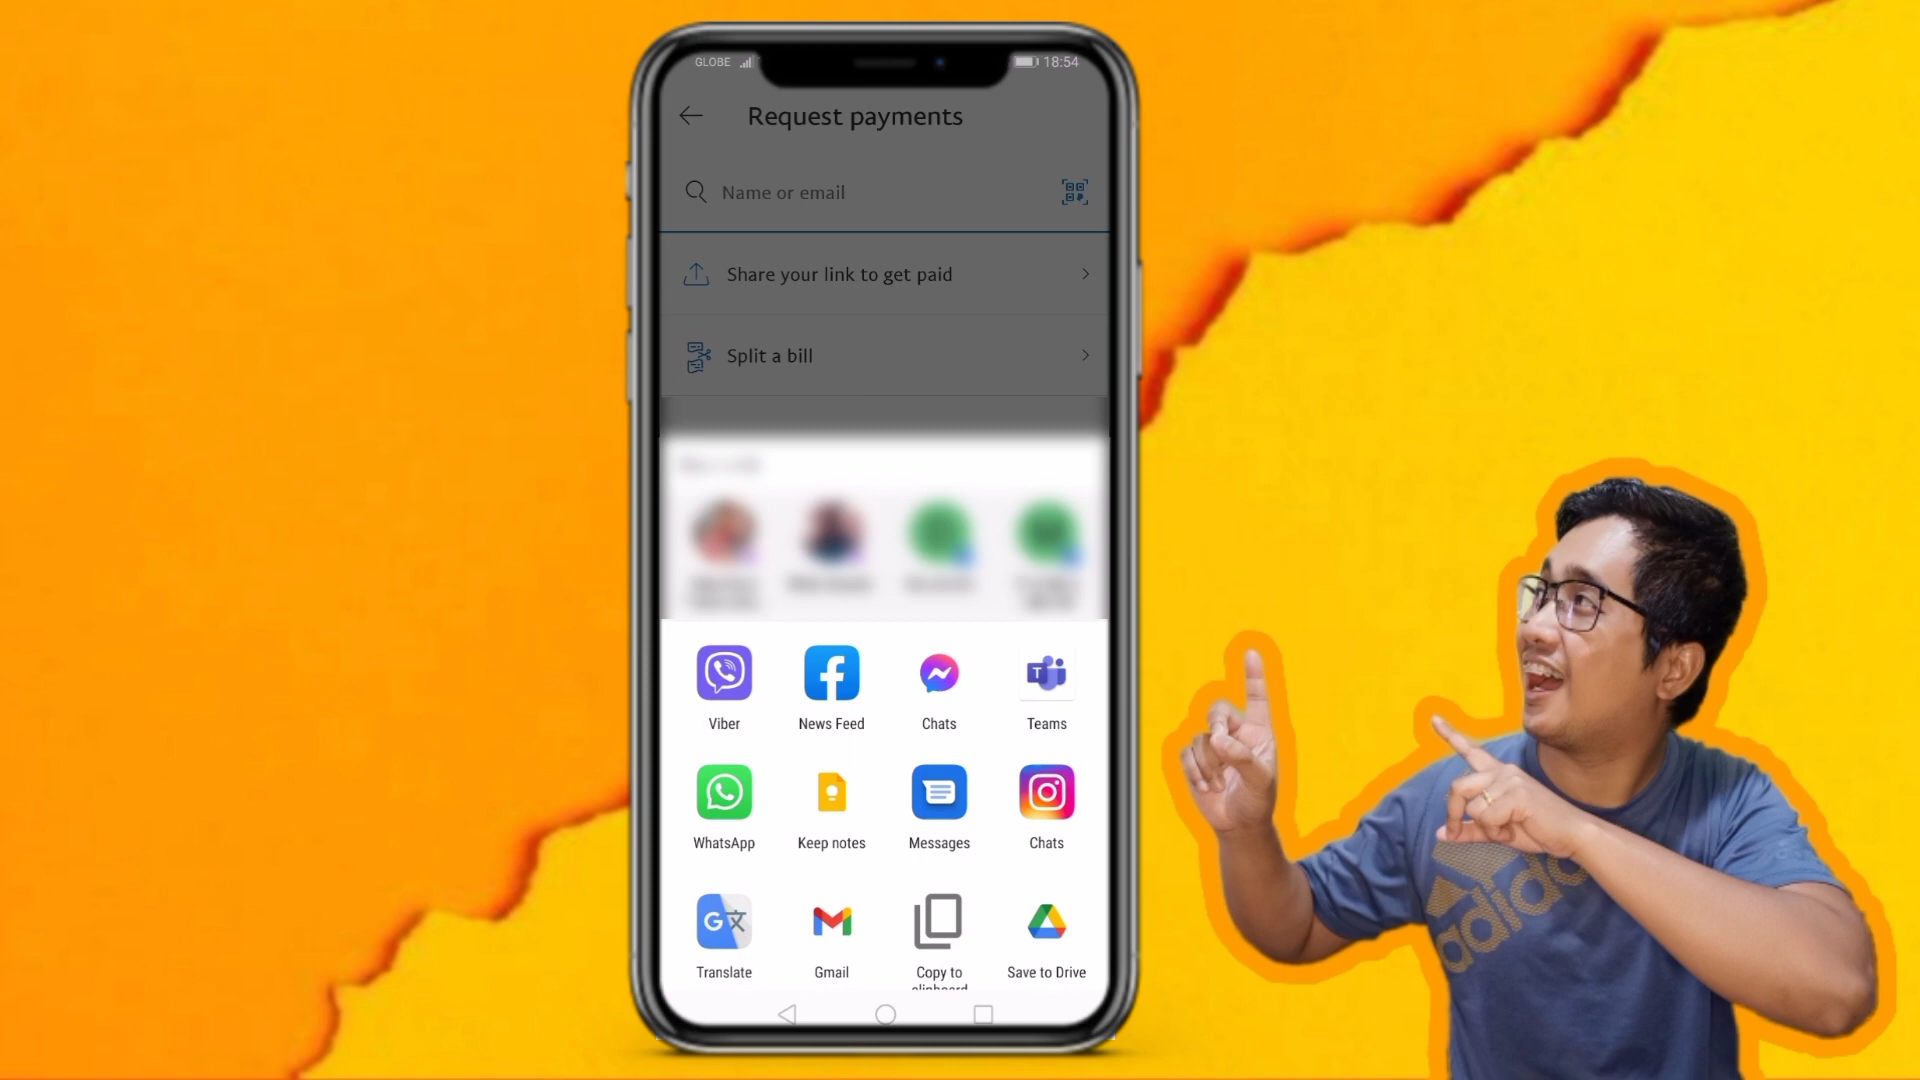 GLOBE 18:54
Request payments
Name or email
Share your link to get paid
Split a bill
Viber News Feed Chats Teams
WhatsApp Keep notes Messages Chats
Translate Gmail Copy to Save to Drive
clipboard
adidas